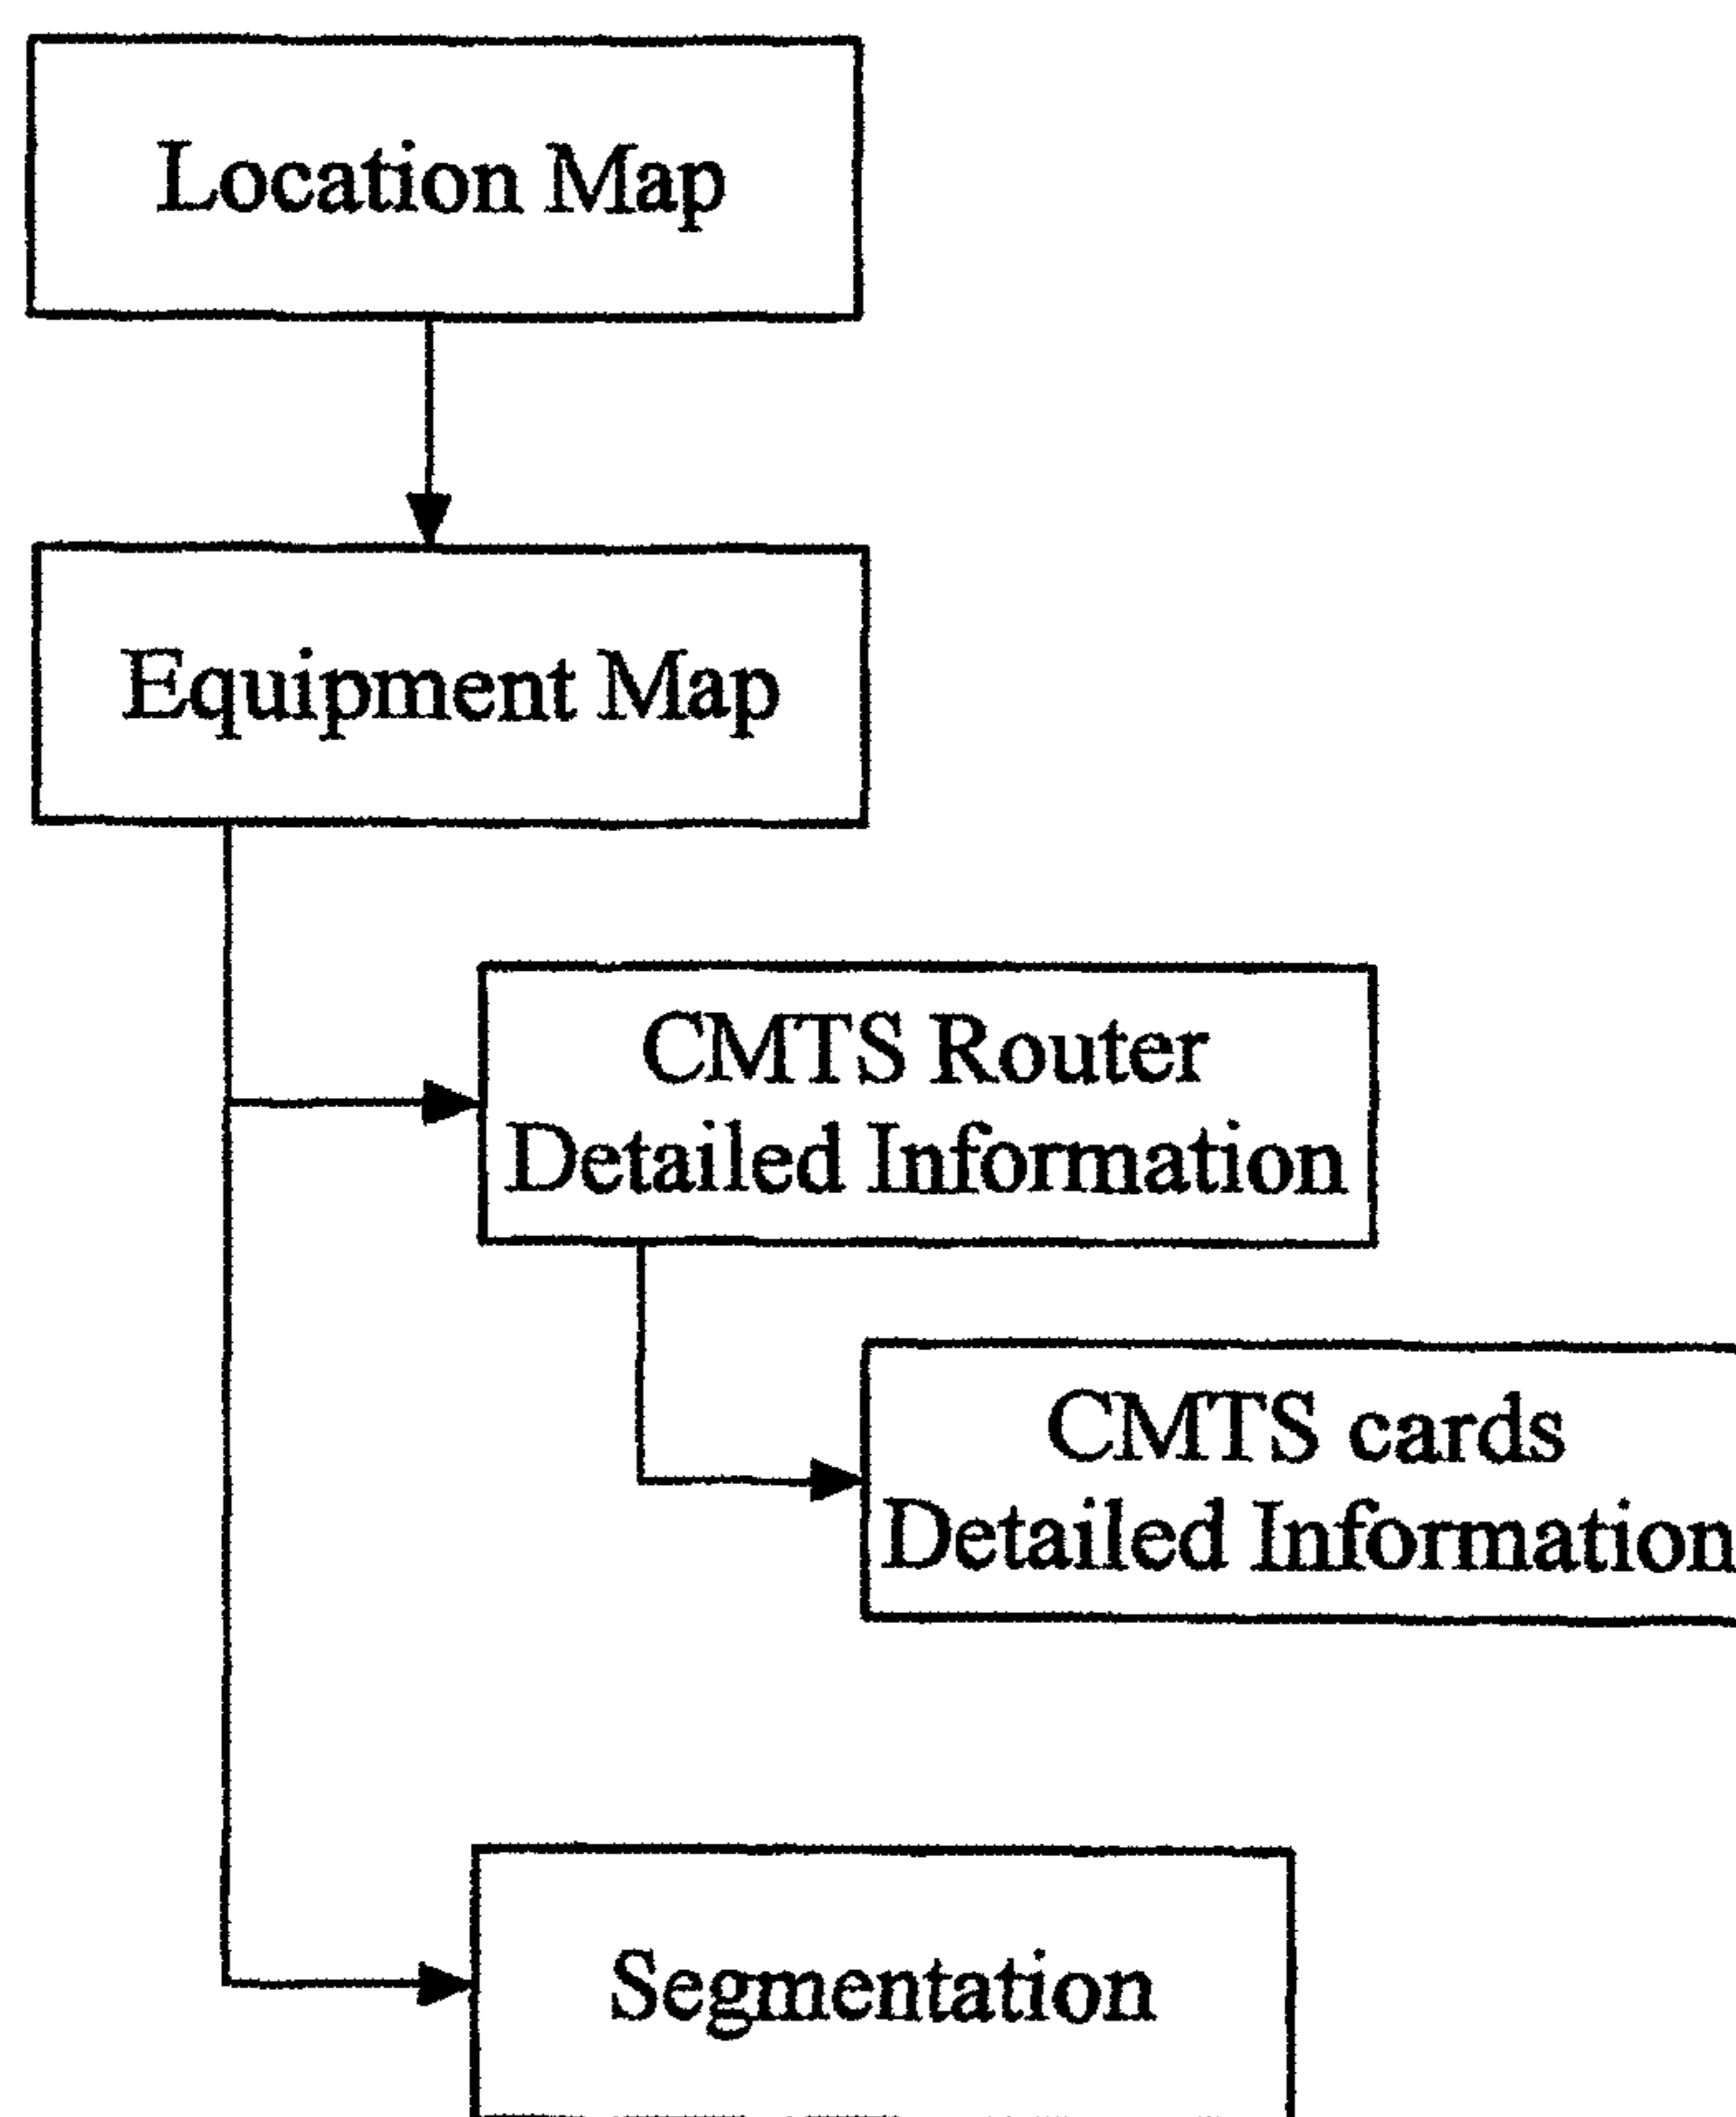 Location Map
Equipment Map
CMTS Router
Detailed Information
CMTS cards
Detailed Information
Segmentation